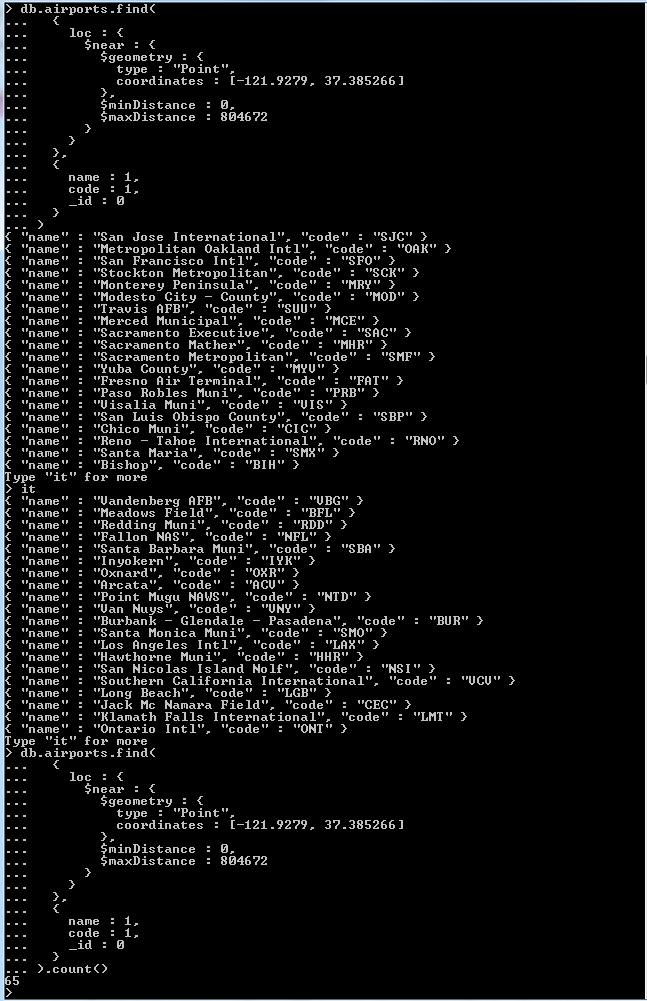 > db.airports.find(
...   {
...     loc : {
...       $near : {
...         $geometry : {
...           type : "Point",
...           coordinates : [-121.9279, 37.385266]
...         },
...         $minDistance : 0,
...         $maxDistance : 804672
...       }
...     }
...   },
...   {
...     name : 1,
...     code : 1,
...     _id : 0
...   }
... )
{ "name" : "San Jose International", "code" : "SJC" }
{ "name" : "Metropolitan Oakland Intl", "code" : "OAK" }
{ "name" : "San Francisco Intl", "code" : "SFO" }
{ "name" : "Stockton Metropolitan", "code" : "SCK" }
{ "name" : "Monterey Peninsula", "code" : "MRY" }
{ "name" : "Modesto City - County", "code" : "MOD" }
{ "name" : "Travis AFB", "code" : "SUU" }
{ "name" : "Merced Municipal", "code" : "MCE" }
{ "name" : "Sacramento Executive", "code" : "SAC" }
{ "name" : "Sacramento Mather", "code" : "MHR" }
{ "name" : "Sacramento Metropolitan", "code" : "SMF" }
{ "name" : "Yuba County", "code" : "MYV" }
{ "name" : "Fresno Air Terminal", "code" : "FAT" }
{ "name" : "Paso Robles Muni", "code" : "PRB" }
{ "name" : "Visalia Muni", "code" : "VIS" }
{ "name" : "San Luis Obispo County", "code" : "SBP" }
{ "name" : "Chico Muni", "code" : "CIC" }
{ "name" : "Reno - Tahoe International", "code" : "RNO" }
{ "name" : "Santa Maria", "code" : "SMX" }
{ "name" : "Bishop", "code" : "BIH" }
Type "it" for more
> it
{ "name" : "Vandenberg AFB", "code" : "VBG" }
{ "name" : "Meadows Field", "code" : "BFL" }
{ "name" : "Redding Muni", "code" : "RDD" }
{ "name" : "Fallon NAS", "code" : "NFL" }
{ "name" : "Santa Barbara Muni", "code" : "SBA" }
{ "name" : "Inyokern", "code" : "IYK" }
{ "name" : "Oxnard", "code" : "OXR" }
{ "name" : "Arcata", "code" : "ACV" }
{ "name" : "Point Mugu NAWS", "code" : "NTD" }
{ "name" : "Van Nuys", "code" : "VNY" }
{ "name" : "Burbank - Glendale - Pasadena", "code" : "BUR" }
{ "name" : "Santa Monica Muni", "code" : "SMO" }
{ "name" : "Los Angeles Intl", "code" : "LAX" }
{ "name" : "Hawthorne Muni", "code" : "HHR" }
{ "name" : "San Nicolas Island Nolf", "code" : "NSI" }
{ "name" : "Southern California International", "code" : "VCV" }
{ "name" : "Long Beach", "code" : "LGB" }
{ "name" : "Jack Mc Namara Field", "code" : "CEC" }
{ "name" : "Klamath Falls International", "code" : "LMT" }
{ "name" : "Ontario Intl", "code" : "ONT" }
Type "it" for more
> db.airports.find(
...   {
...     loc : {
...       $near : {
...         $geometry : {
...           type : "Point",
...           coordinates : [-121.9279, 37.385266]
...         },
...         $minDistance : 0,
...         $maxDistance : 804672
...       }
...     }
...   },
...   {
...     name : 1,
...     code : 1,
...     _id : 0
...   }
... ).count()
65
>